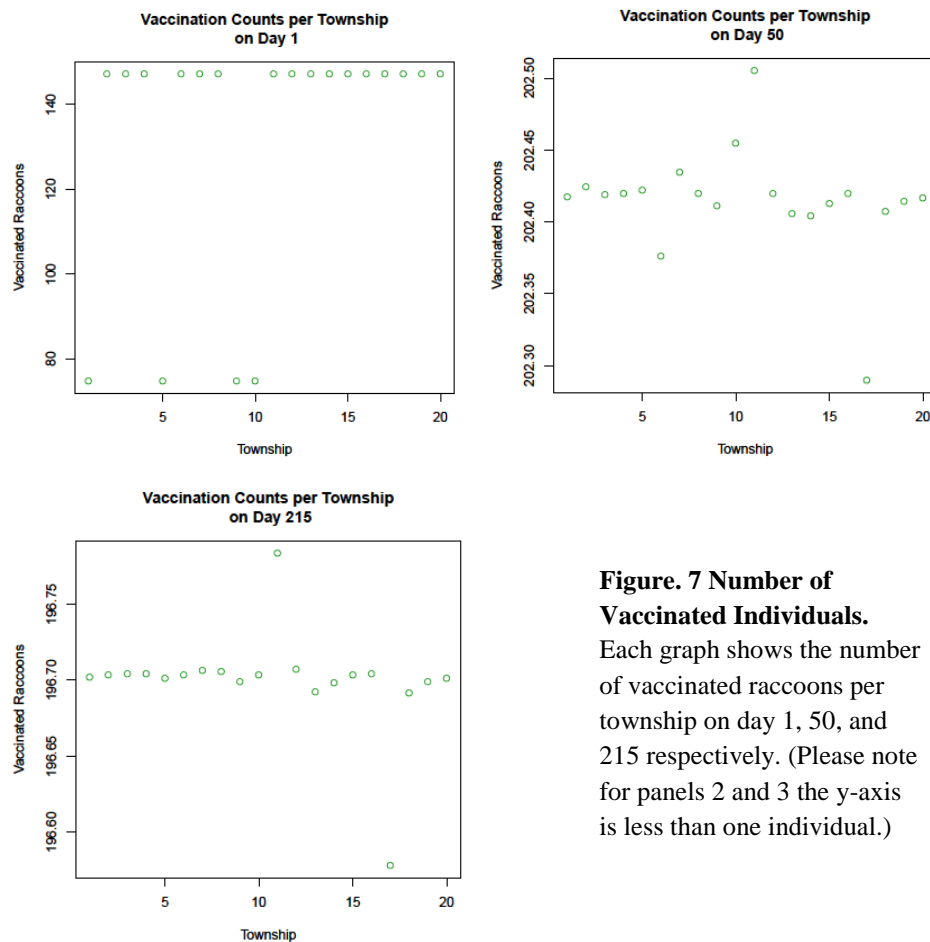 Vaccination Counts per Township
on Day 1
140
120
100
80
Vaccinated Raccoons
5 10 15 20
Township
Vaccination Counts per Township
on Day 50
202.50
202.45
202.40
202.35
202.30
Vaccinated Raccoons
5 10 15 20
Township
Vaccination Counts per Township
on Day 215
196.75
196.70
196.65
196.60
Vaccinated Raccoons
5 10 15 20
Township
Figure. 7 Number of
Vaccinated Individuals.
Each graph shows the number
of vaccinated raccoons per
township on day 1, 50, and
215 respectively. (Please note
for panels 2 and 3 the y-axis
is less than one individual.)